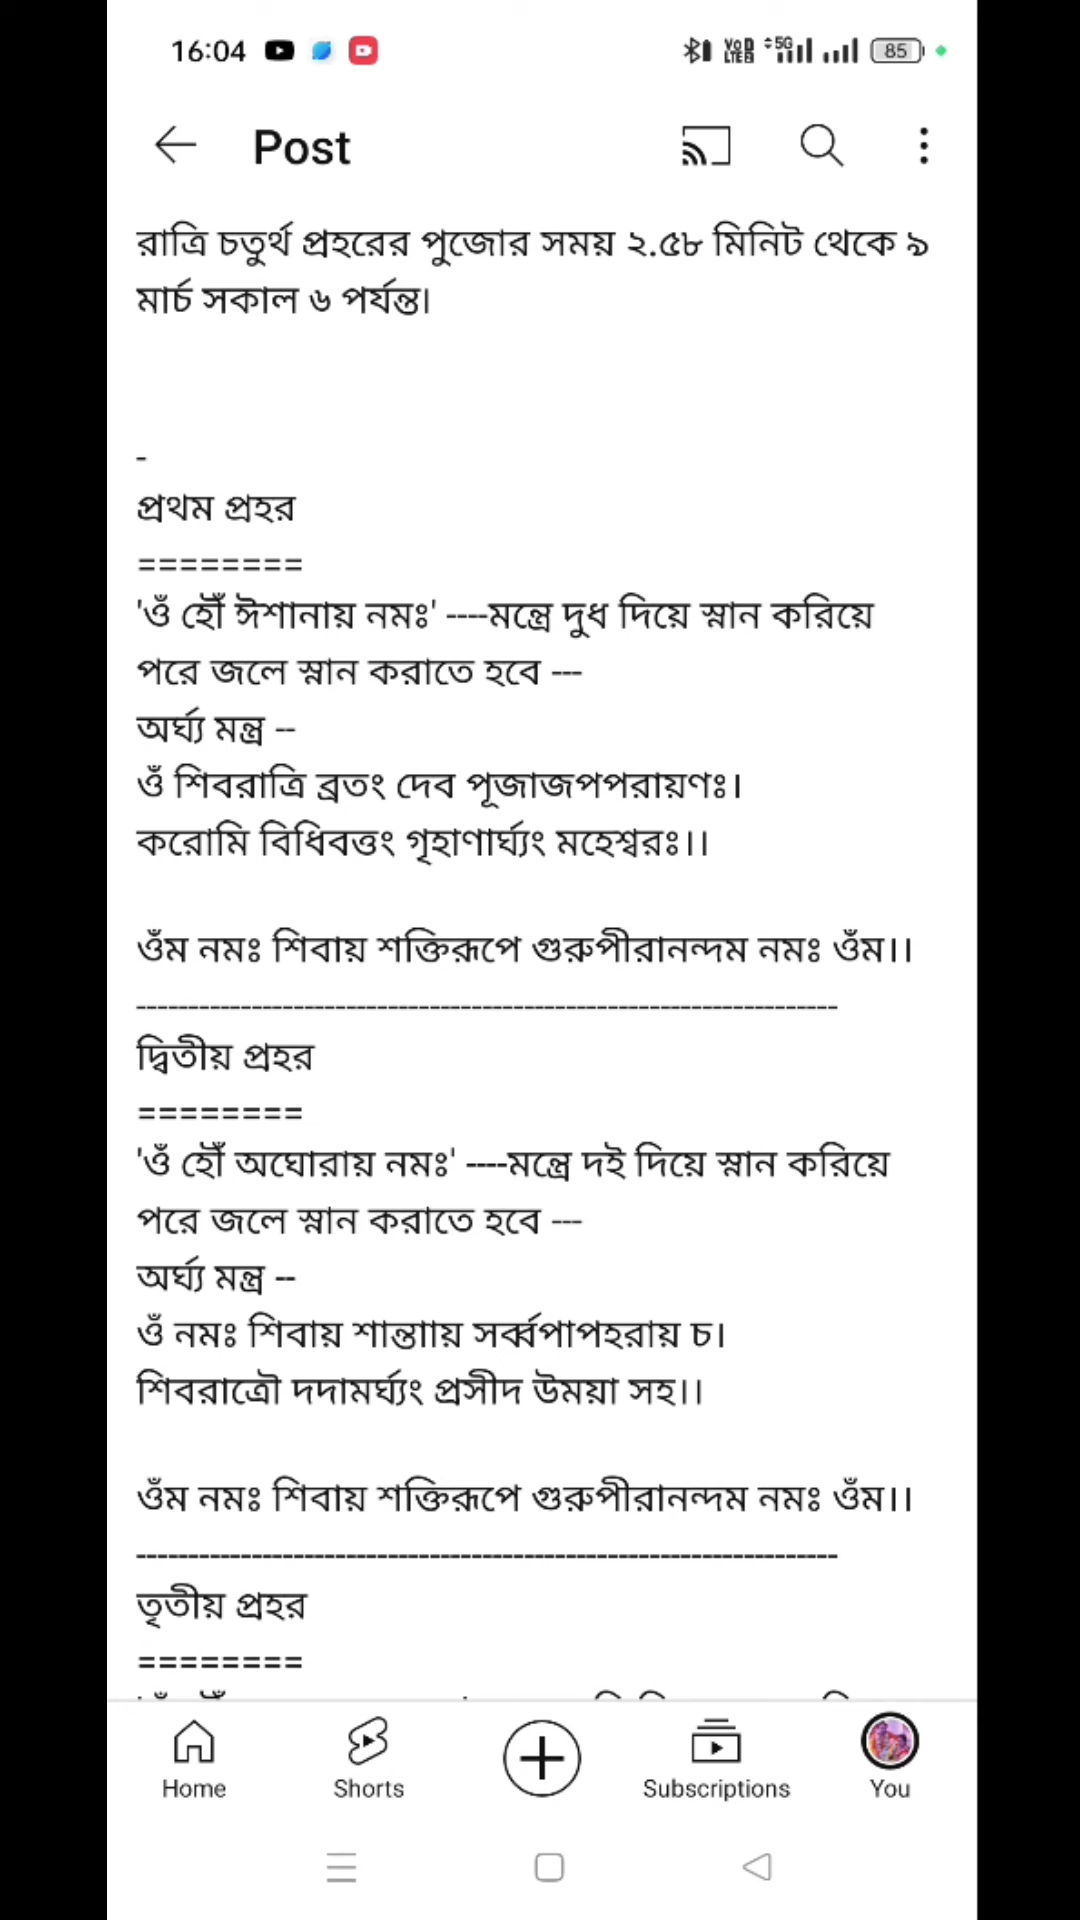 16:04
VoD LTE 5G 85
Post
রাত্রি চতুর্থ প্রহরের পুজোর সময় ২.৫৮ মিনিট থেকে ৯
মার্চ সকাল ৬ পর্যন্ত।
-
প্রথম প্রহর
========
'ওঁ হৌঁ ঈশানায় নমঃ' ----মন্ত্রে দুধ দিয়ে স্নান করিয়ে
পরে জলে স্নান করাতে হবে ---
অর্ঘ্য মন্ত্র --
ওঁ শিবরাত্রি ব্রতং দেব পূজাজপপরায়ণঃ।
করোমি বিধিবত্তং গৃহাণার্ঘ্যং মহেশ্বরঃ।।
ওঁম নমঃ শিবায় শক্তিরূপে গুরুপীরানন্দম নমঃ ওঁম।।
--------------------------------------------------------------------
দ্বিতীয় প্রহর
========
'ওঁ হৌঁ অঘোরায় নমঃ' ----মন্ত্রে দই দিয়ে স্নান করিয়ে
পরে জলে স্নান করাতে হবে ---
অর্ঘ্য মন্ত্র --
ওঁ নমঃ শিবায় শান্তাায় সর্ব্বপাপহরায় চ।
শিবরাত্রৌ দদামর্ঘ্যং প্রসীদ উময়া সহ।।
ওঁম নমঃ শিবায় শক্তিরূপে গুরুপীরানন্দম নমঃ ওঁম।।
--------------------------------------------------------------------
তৃতীয় প্রহর
========
Home Shorts Subscriptions You